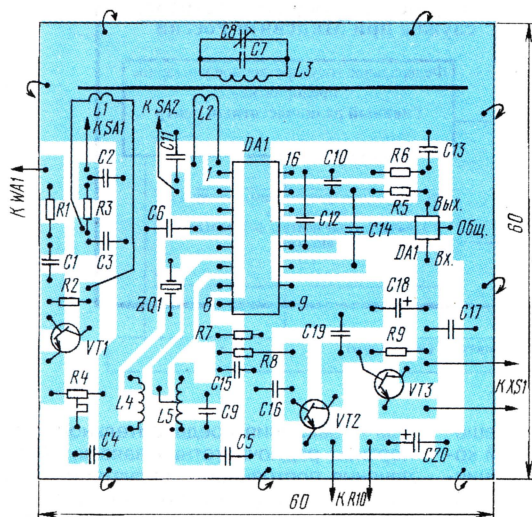 C8
C7
L3
L1
К SA1
К SA2
L2
C2
C11
DA1
1
16
C10
R6
C13
К WA1
R1
R3
C6
C12
C14
R5
Вых.
Общ.
DA1
Вх.
60
C1
C3
R2
ZQ1
8
9
C18
C17
VT1
R7
C19
R8
R9
R4
L4
L5
C15
C9
C16
VT2
VT3
К XS1
C4
C5
C20
К R10
60